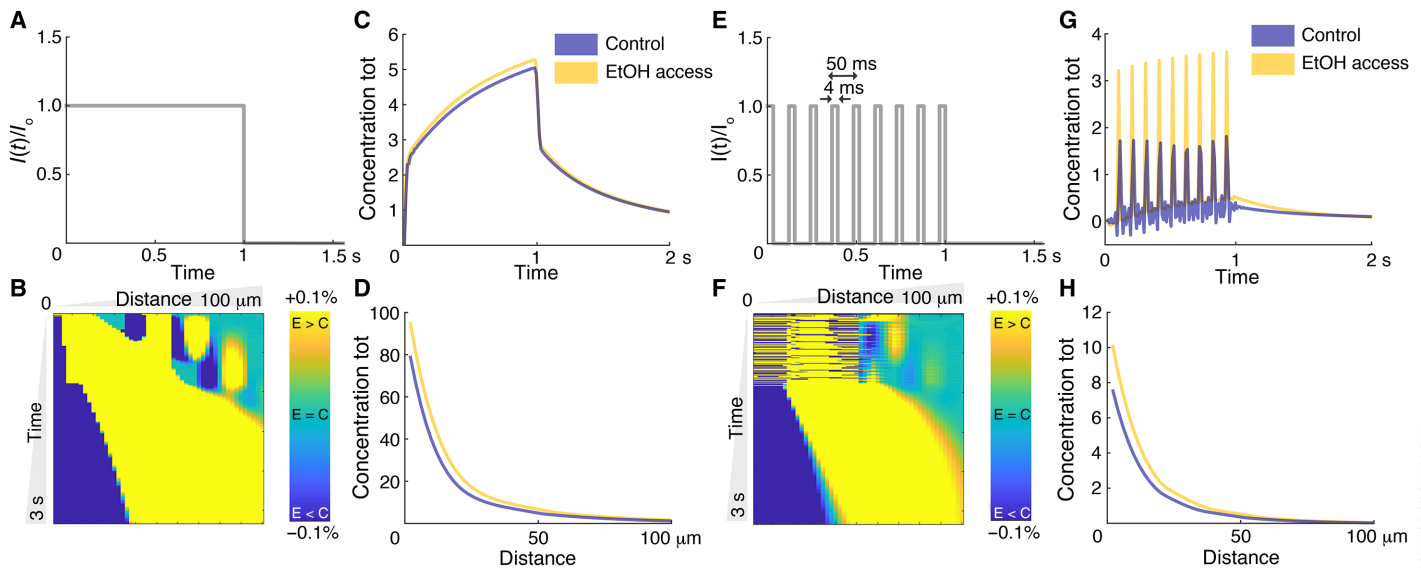 A
1.5
1.0
0.5
0
I(t)/Iₒ
0.5
1
1.5 s
Time
B
0
Distance 100 μm
Time
3 s
+0.1%
E > C
E = C
E < C
−0.1%
C
6
5
4
3
2
1
0
Concentration tot
1
2 s
Time
Control
EtOH access
D
100
80
60
40
20
Concentration tot
0
50
100 μm
Distance
E
1.5
1.0
0.5
0
I(t)/Iₒ
50 ms
4 ms
0.5
1
1.5 s
Time
F
0
Distance 100 μm
Time
3 s
+0.1%
E > C
E = C
E < C
−0.1%
G
4
3
2
1
0
Concentration tot
0
1
2 s
Time
Control
EtOH access
H
12
10
8
6
4
2
Concentration tot
0
50
100 μm
Distance